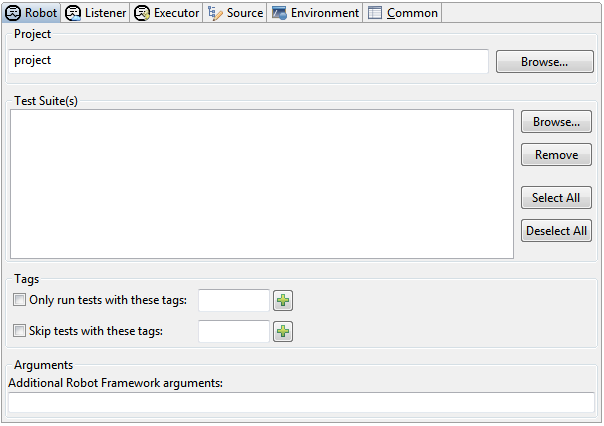 Robot Listener Executor Source Environment Common
Project
project Browse...
Test Suite(s)
Browse...
Remove
Select All
Deselect All
Tags
Only run tests with these tags:
Skip tests with these tags:
Arguments
Additional Robot Framework arguments: